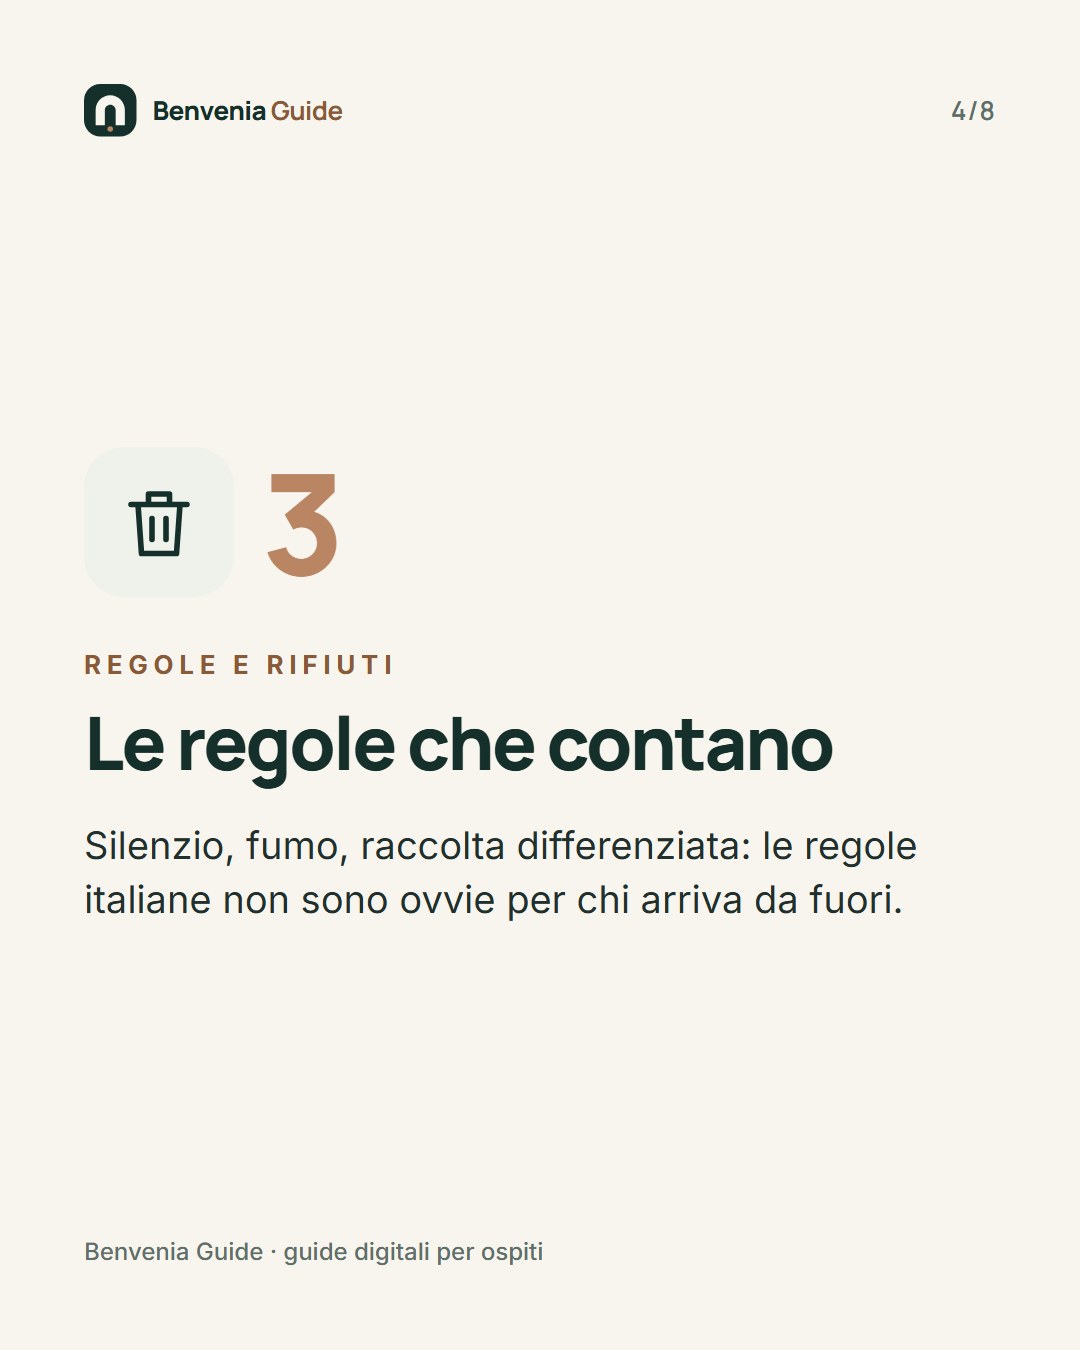 Benvenia Guide
4/8
3
REGOLE E RIFIUTI
Le regole che contano
Silenzio, fumo, raccolta differenziata: le regole
italiane non sono ovvie per chi arriva da fuori.
Benvenia Guide · guide digitali per ospiti